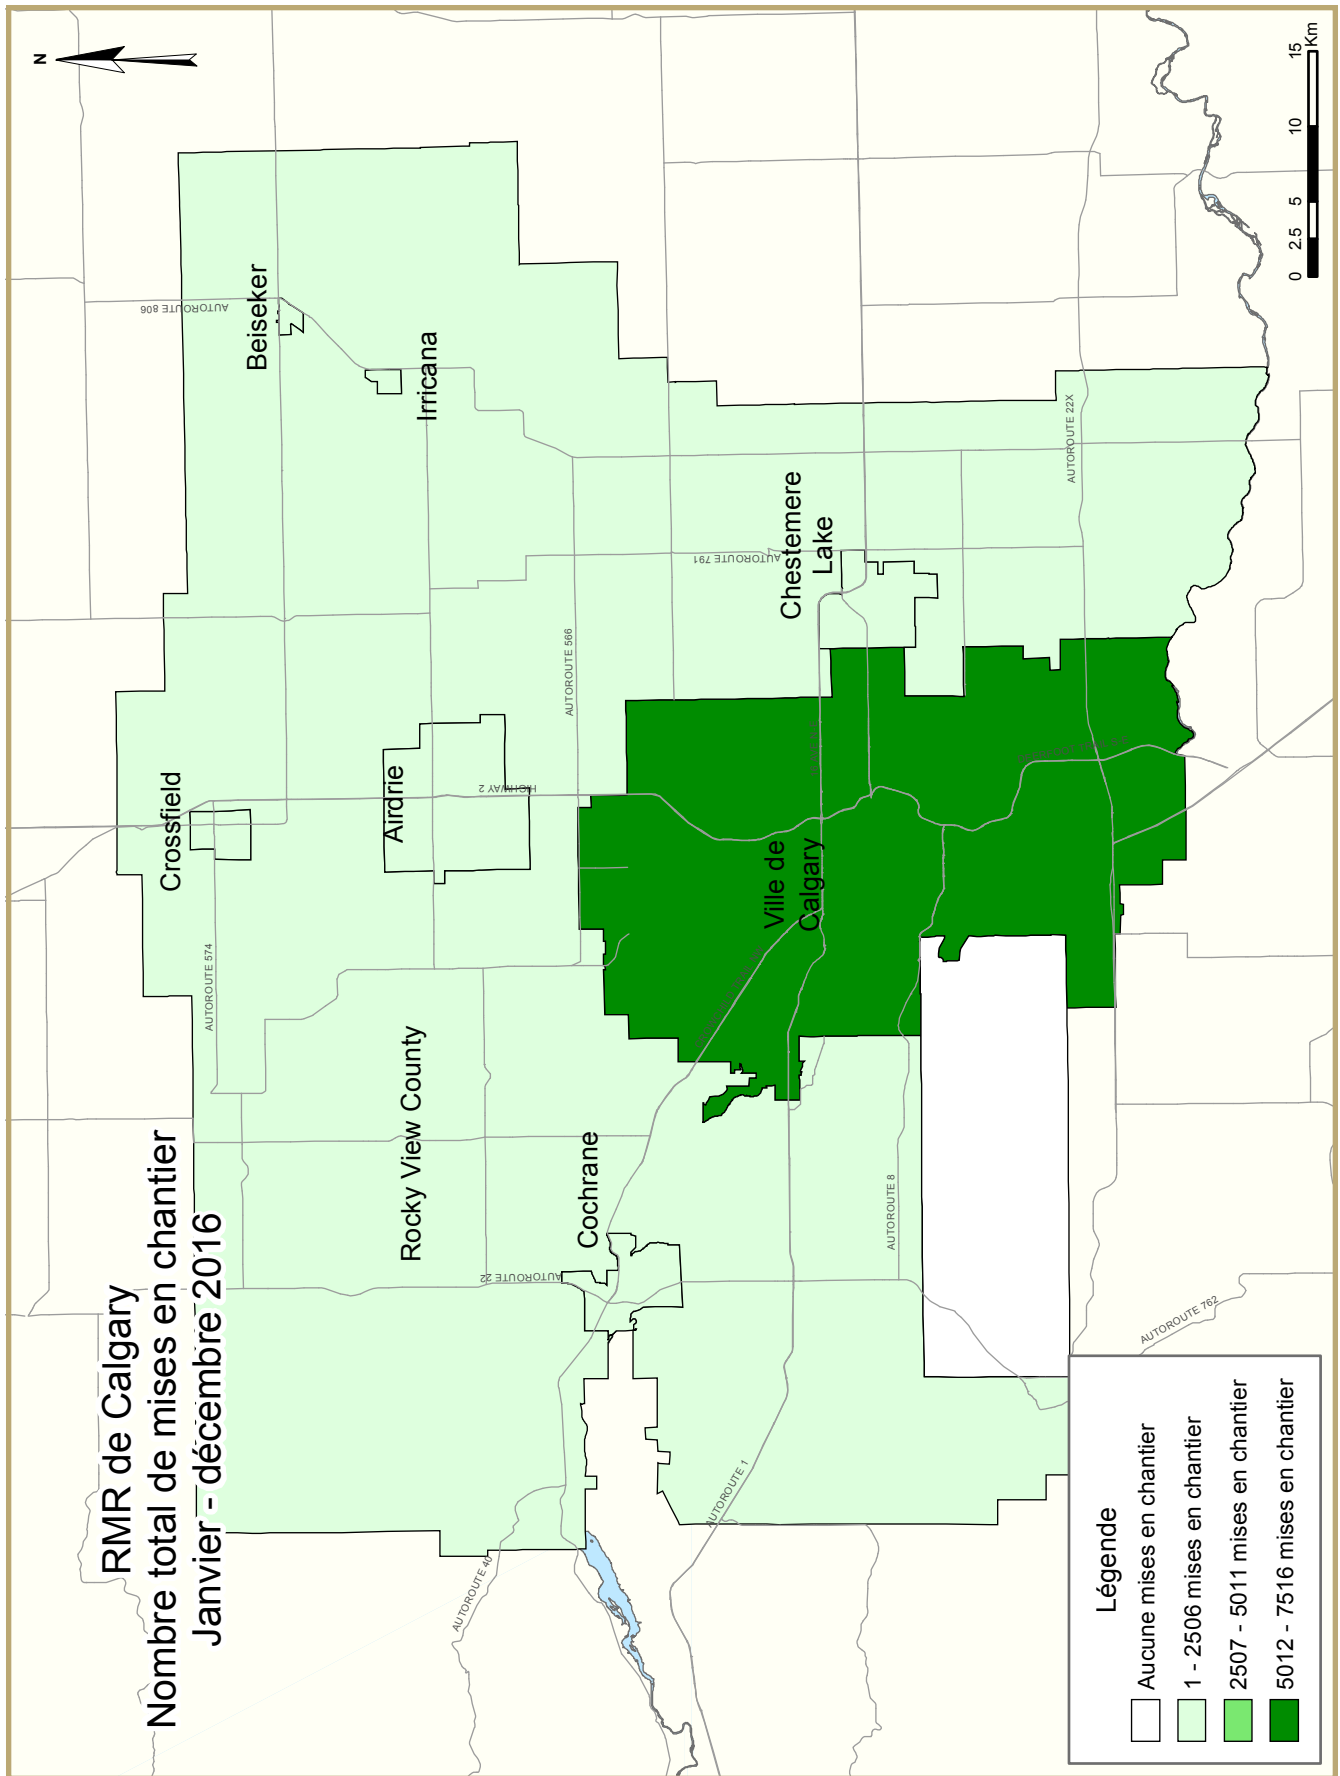 RMR de Calgary
Nombre total de mises en chantier
Janvier - décembre 2016
N
AUTOROUTE 806
Beiseker
Irricana
Crossfield
AUTOROUTE 574
Airdrie
HIGHWAY 2
AUTOROUTE 566
Rocky View County
AUTOROUTE 22
Cochrane
AUTOROUTE 40
AUTOROUTE 1
AUTOROUTE 791
Chestemere
Lake
Ville de
Calgary
AUTOROUTE 8
AUTOROUTE 22X
AUTOROUTE 762
Légende
Aucune mises en chantier
1 - 2506 mises en chantier
2507 - 5011 mises en chantier
5012 - 7516 mises en chantier
0 2.5 5 10 15
Km